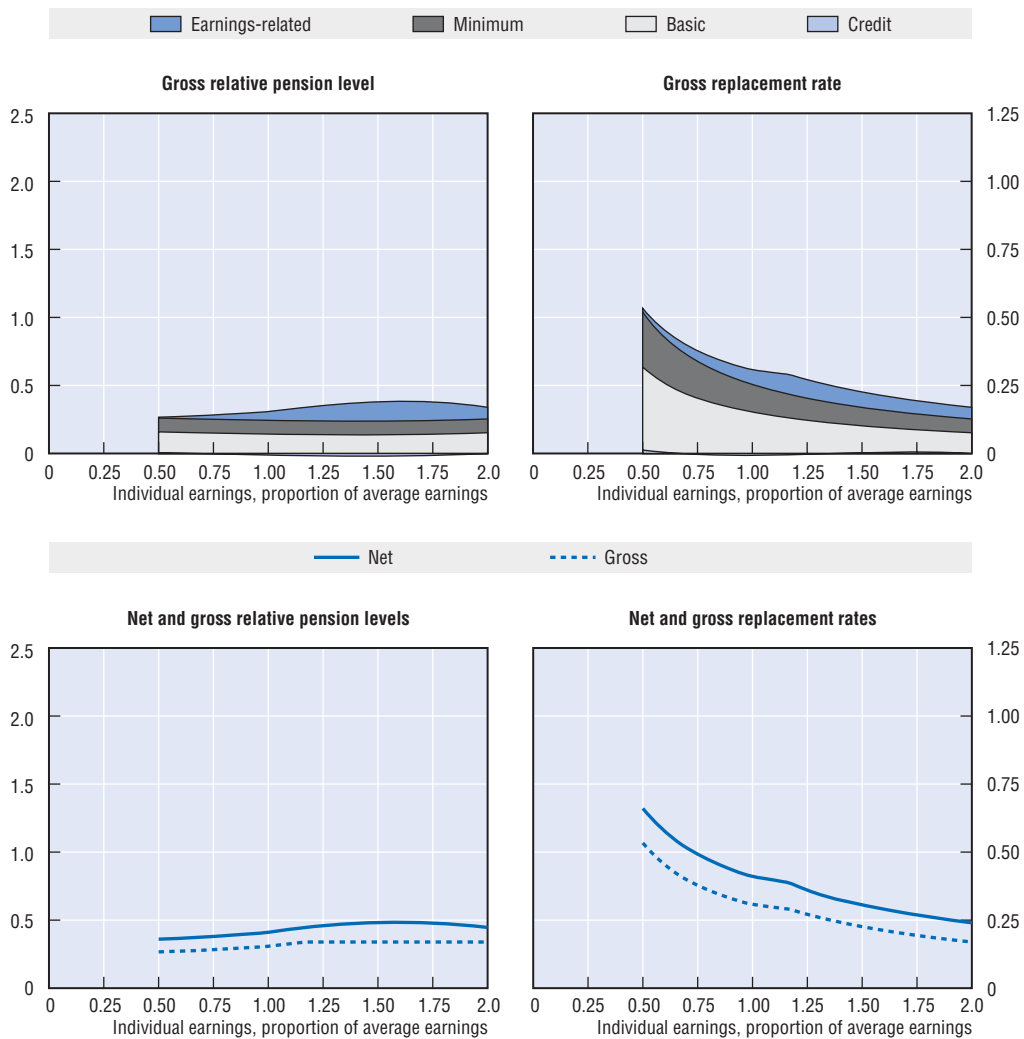 Earnings-related Minimum Basic Credit
Gross relative pension level
2.5
2.0
1.5
1.0
0.5
0
0 0.25 0.50 0.75 1.00 1.25 1.50 1.75 2.0
Individual earnings, proportion of average earnings
Gross replacement rate
1.25
1.00
0.75
0.50
0.25
0
0 0.25 0.50 0.75 1.00 1.25 1.50 1.75 2.0
Individual earnings, proportion of average earnings
Net Gross
Net and gross relative pension levels
2.5
2.0
1.5
1.0
0.5
0
0 0.25 0.50 0.75 1.00 1.25 1.50 1.75 2.0
Individual earnings, proportion of average earnings
Net and gross replacement rates
1.25
1.00
0.75
0.50
0.25
0
0 0.25 0.50 0.75 1.00 1.25 1.50 1.75 2.0
Individual earnings, proportion of average earnings